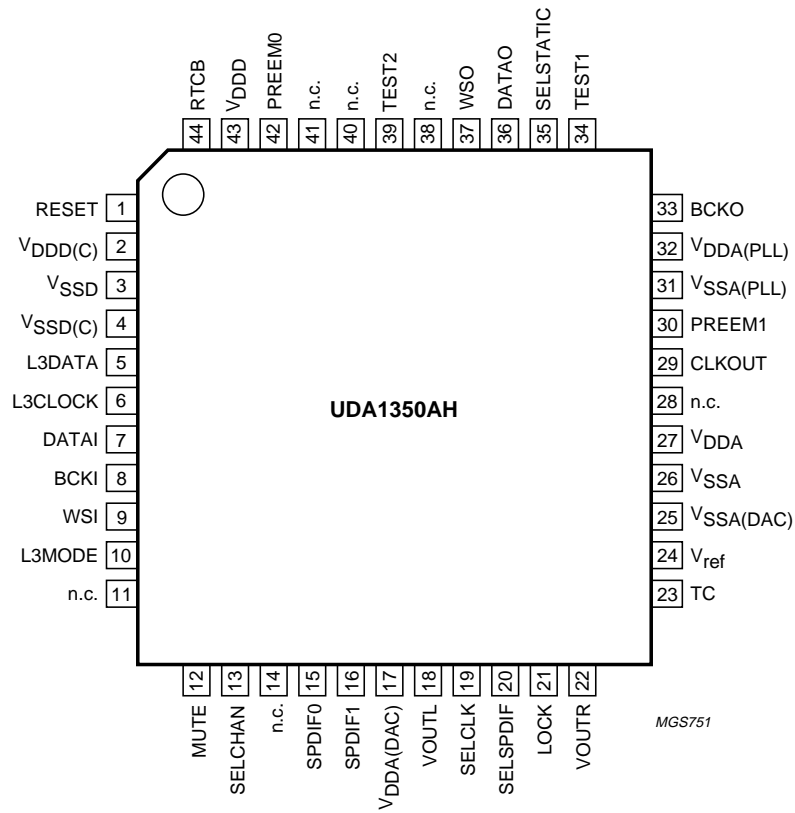 RTCB
VDDD
PREEM0
n.c.
n.c.
TEST2
n.c.
WSO
DATAO
SELSTATIC
TEST1
44
43
42
41
40
39
38
37
36
35
34
RESET 1
VDDD(C) 2
VSSD 3
VSSD(C) 4
L3DATA 5
L3CLOCK 6
DATAI 7
BCKI 8
WSI 9
L3MODE 10
n.c. 11
UDA1350AH
33 BCKO
32 VDDA(PLL)
31 VSSA(PLL)
30 PREEM1
29 CLKOUT
28 n.c.
27 VDDA
26 VSSA
25 VSSA(DAC)
24 Vref
23 TC
12
13
14
15
16
17
18
19
20
21
22
MUTE
SELCHAN
n.c.
SPDIF0
SPDIF1
VDDA(DAC)
VOUTL
SELCLK
SELSPDIF
LOCK
VOUTR
MGS751